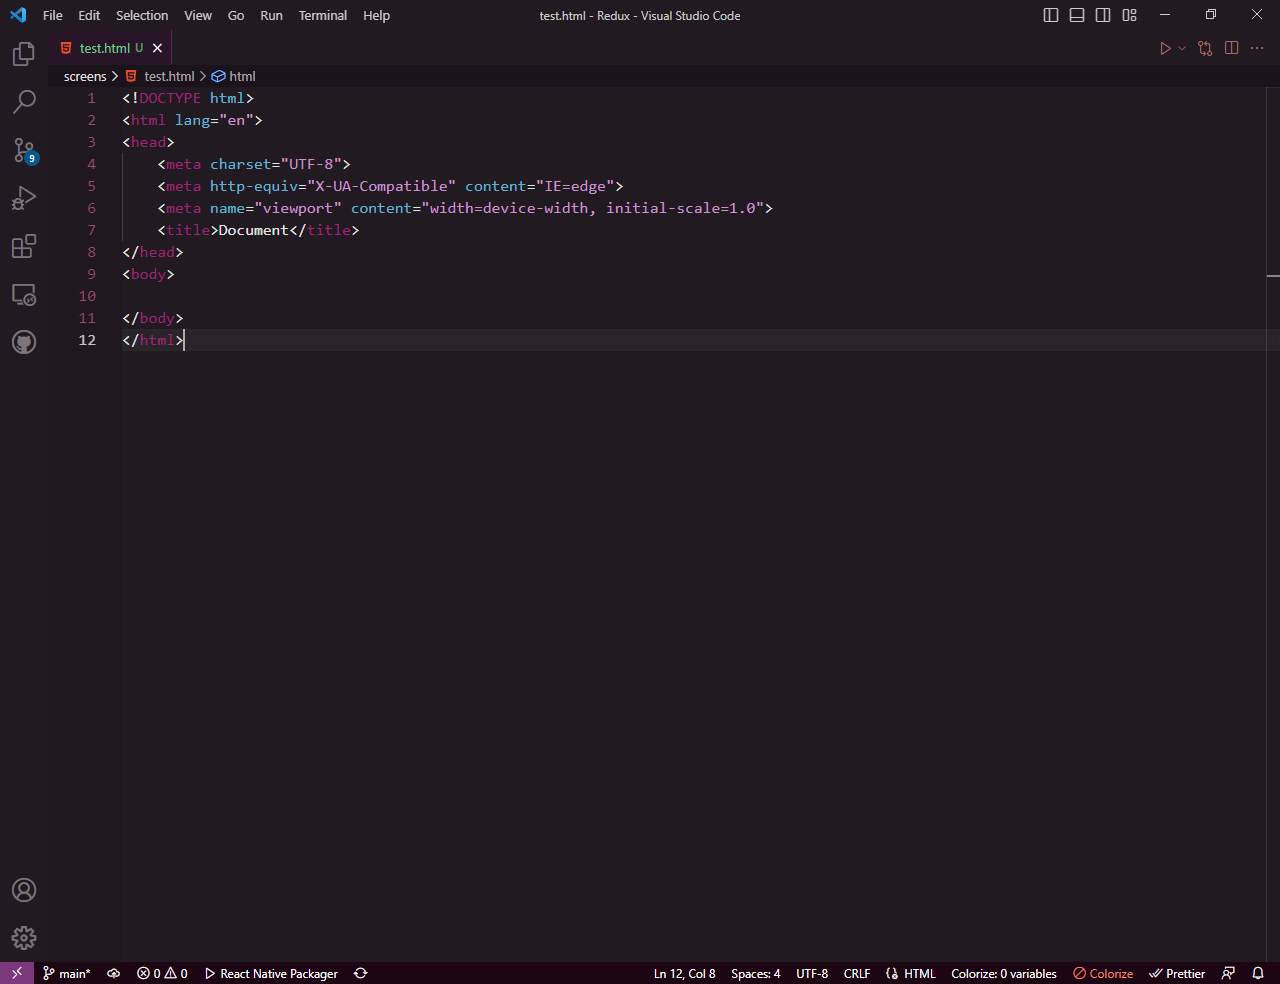 File Edit Selection View Go Run Terminal Help test.html - Redux - Visual Studio Code
test.html U
screens > test.html > html
1 <!DOCTYPE html>
2 <html lang="en">
3 <head>
4     <meta charset="UTF-8">
5     <meta http-equiv="X-UA-Compatible" content="IE=edge">
6     <meta name="viewport" content="width=device-width, initial-scale=1.0">
7     <title>Document</title>
8 </head>
9 <body>
10
11 </body>
12 </html>
9
main* 0 0 React Native Packager Ln 12, Col 8 Spaces: 4 UTF-8 CRLF HTML Colorize: 0 variables Colorize Prettier